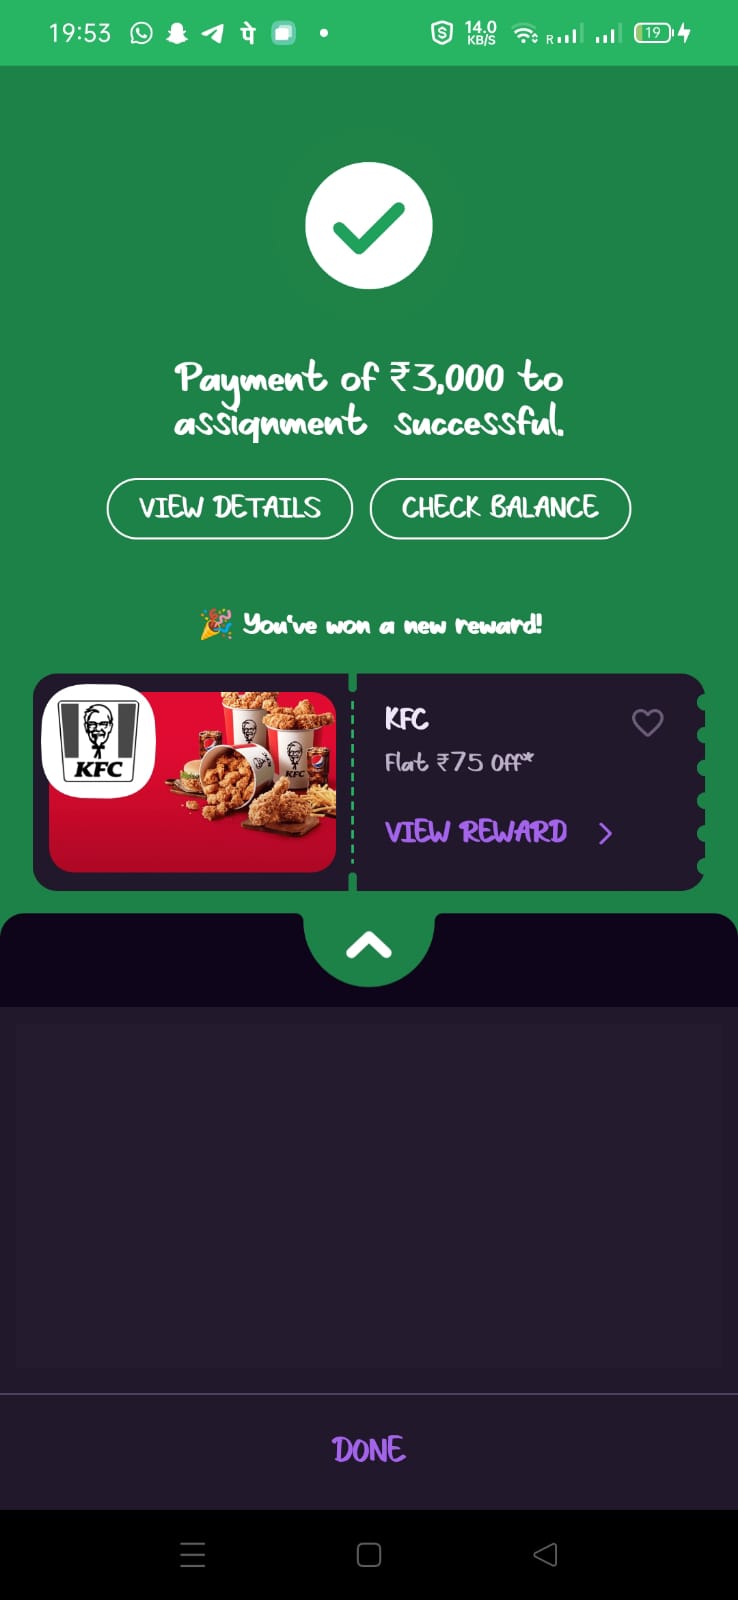 19:53 पे 14.0 KB/S R 19
Payment of ₹3,000 to
assignment successful.
VIEW DETAILS CHECK BALANCE
🎉 You've won a new reward!
KFC
KFC
KFC
Flat ₹75 Off*
VIEW REWARD
DONE